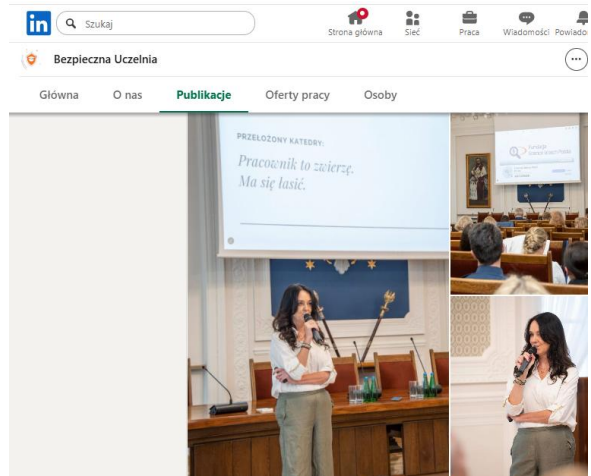 in
Szukaj
Strona główna
Sieć
Praca
Wiadomości
Powiado
Bezpieczna Uczelnia
Główna
O nas
Publikacje
Oferty pracy
Osoby
PRZEŁOŻONY KATEDRY:
Pracownik to zwierzę.
Ma się łasić.
Fundacja